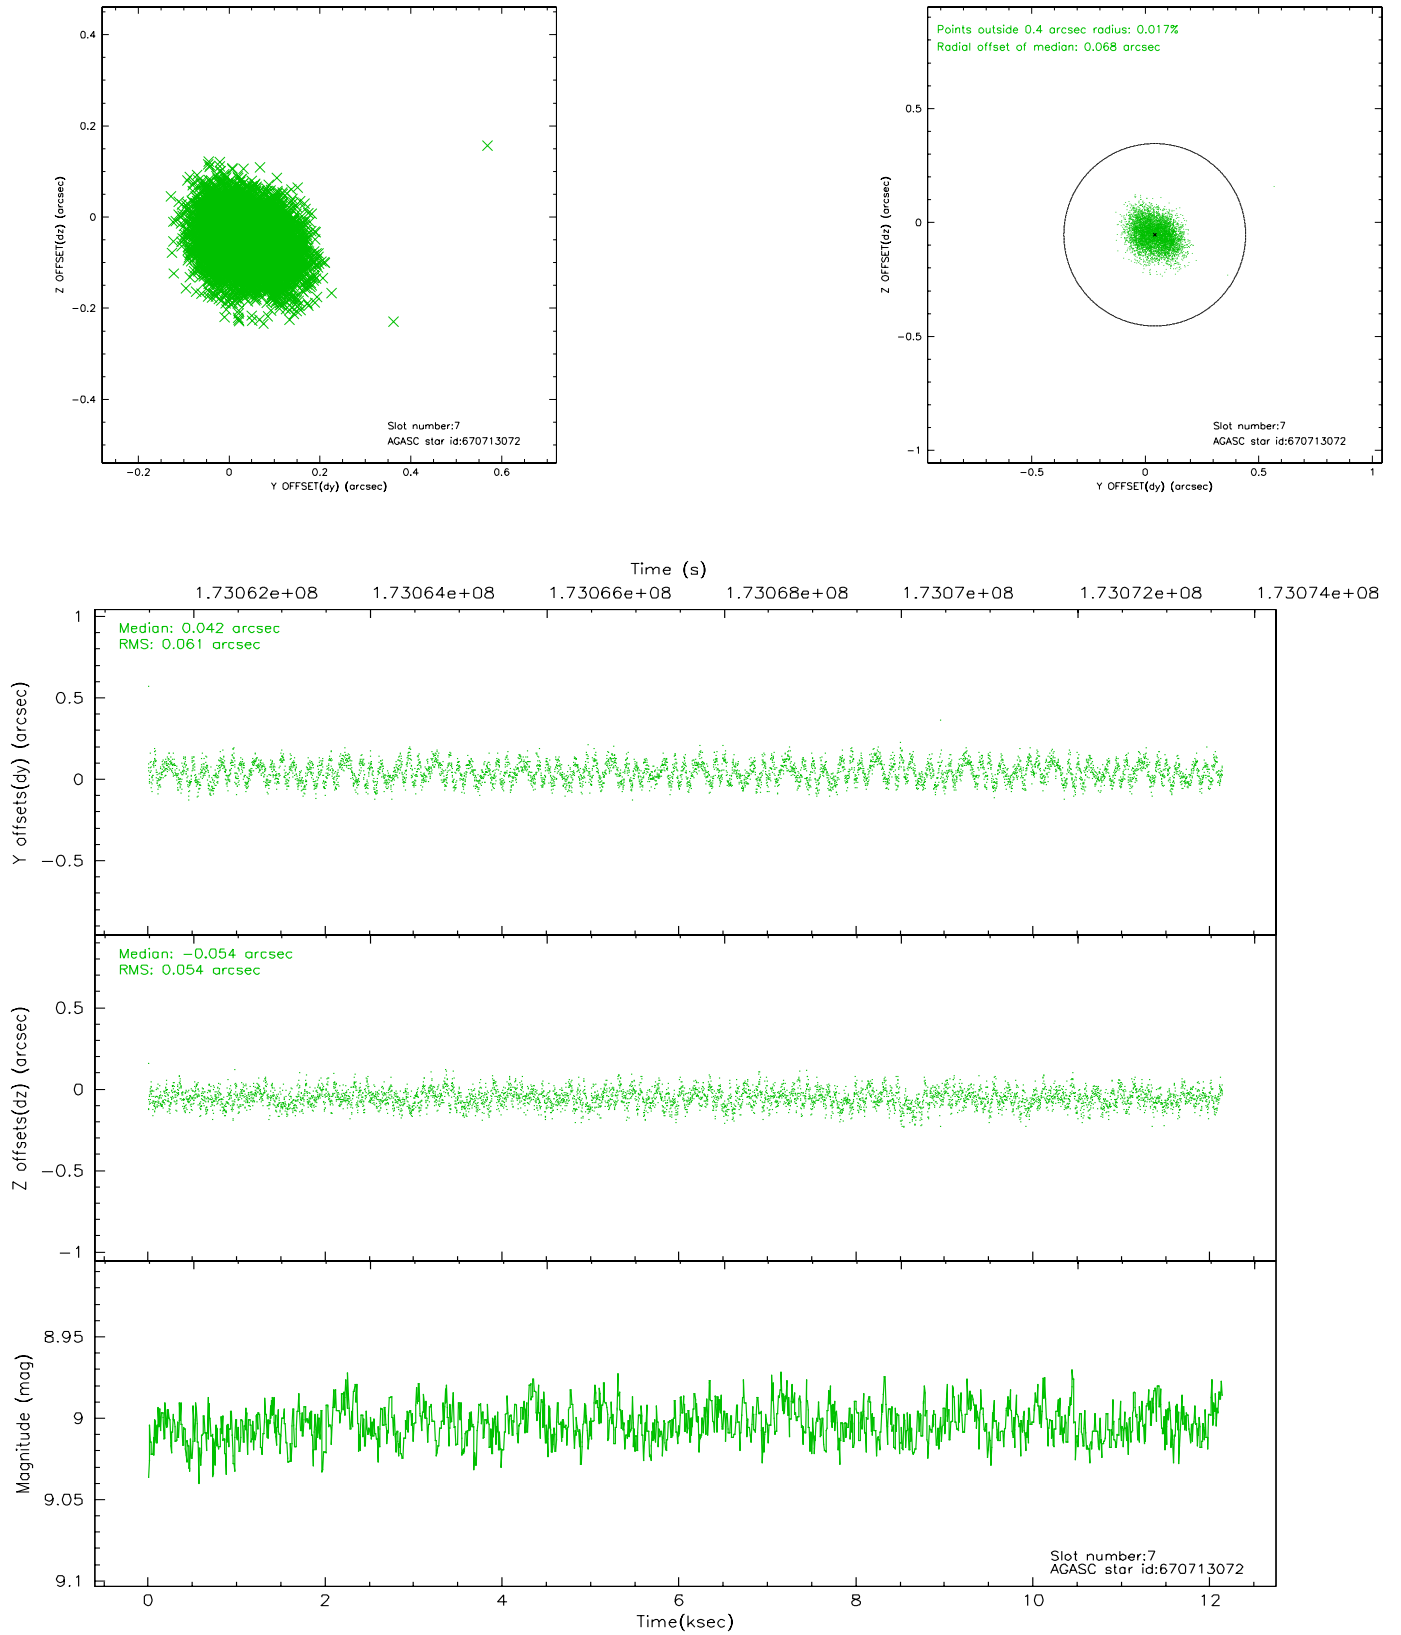 0.4
0.2
0
−0.2
−0.4
Z OFFSET(dz) (arcsec)
Slot number:7
AGASC star id:670713072
−0.2 0 0.2 0.4 0.6
Y OFFSET(dy) (arcsec)
Points outside 0.4 arcsec radius: 0.017%
Radial offset of median: 0.068 arcsec
0.5
0
−0.5
−1
Z OFFSET(dz) (arcsec)
Slot number:7
AGASC star id:670713072
−0.5 0 0.5 1
Y OFFSET(dy) (arcsec)
Time (s)
1.73062e+08 1.73064e+08 1.73066e+08 1.73068e+08 1.7307e+08 1.73072e+08 1.73074e+08
Median: 0.042 arcsec
RMS: 0.061 arcsec
1
0.5
0
−0.5
Y offsets(dy) (arcsec)
Median: −0.054 arcsec
RMS: 0.054 arcsec
0.5
0
−0.5
−1
Z offsets(dz) (arcsec)
8.95
9
9.05
9.1
Magnitude (mag)
Slot number:7
AGASC star id:670713072
0 2 4 6 8 10 12
Time(ksec)